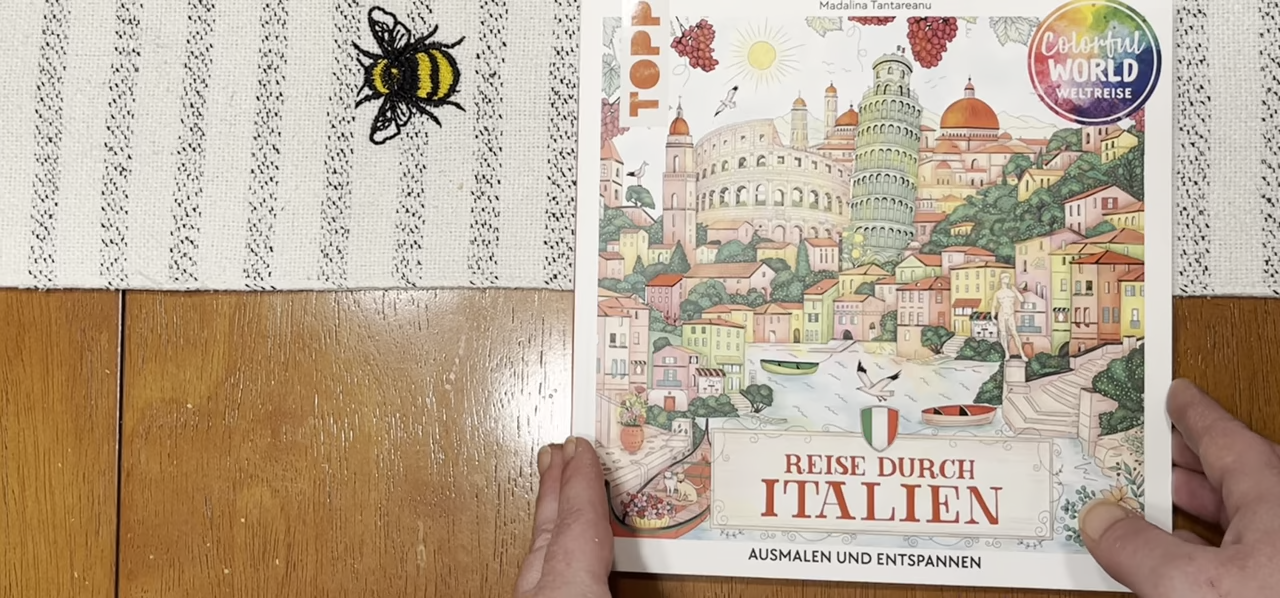 Madalina Tantareanu
TOPP
Colorful
WORLD
WELTREISE
REISE DURCH
ITALIEN
AUSMALEN UND ENTSPANNEN